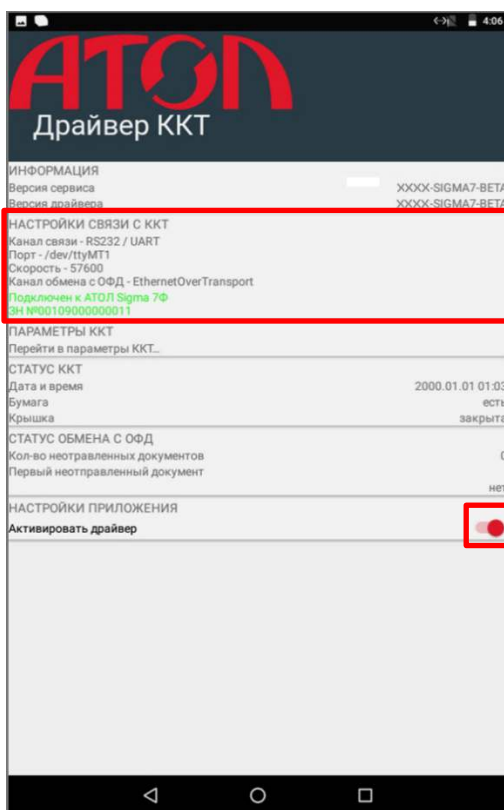 4:06
АТОЛ
Драйвер ККТ
ИНФОРМАЦИЯ
Версия сервиса XXXX-SIGMA7-BETA
Версия драйвера XXXX-SIGMA7-BETA
НАСТРОЙКИ СВЯЗИ С ККТ
Канал связи - RS232 / UART
Порт - /dev/ttyMT1
Скорость - 57600
Канал обмена с ОФД - EthernetOverTransport
Подключен к АТОЛ Sigma 7Ф
ЗН №00109000000011
ПАРАМЕТРЫ ККТ
Перейти в параметры ККТ...
СТАТУС ККТ
Дата и время 2000.01.01 01:03
Бумага есть
Крышка закрыта
СТАТУС ОБМЕНА С ОФД
Кол-во неотравленных документов 0
Первый неотправленный документ
нет
НАСТРОЙКИ ПРИЛОЖЕНИЯ
Активировать драйвер